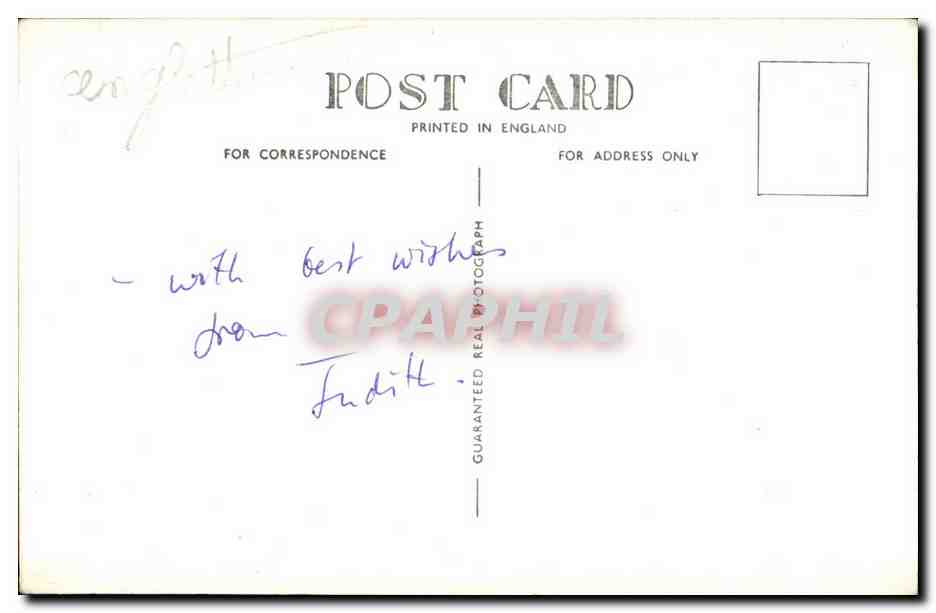 POST CARD
PRINTED IN ENGLAND
FOR CORRESPONDENCE
FOR ADDRESS ONLY
- with best wishes
from
Judith.
GUARANTEED REAL PHOTOGRAPH
CPAPHIL